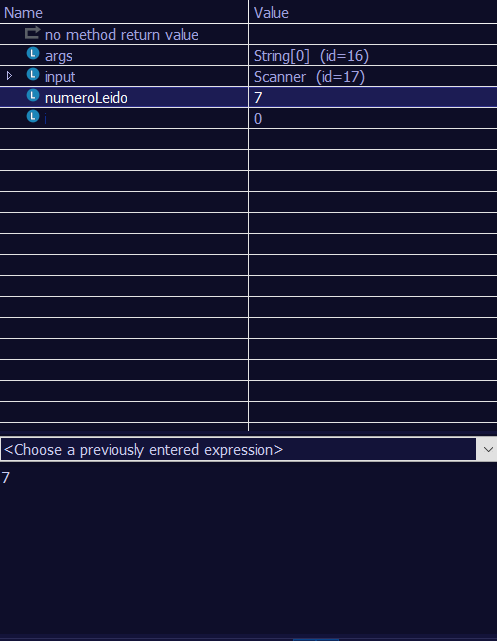 Name Value
no method return value
args String[0] (id=16)
input Scanner (id=17)
numeroLeido 7
i 0
<Choose a previously entered expression>
7